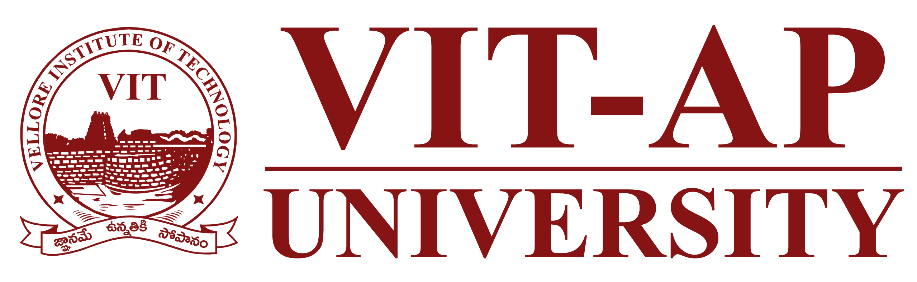 VELLORE INSTITUTE OF TECHNOLOGY
VIT
జ్ఞానమే ఉన్నతికి సోపానం
VIT-AP
UNIVERSITY